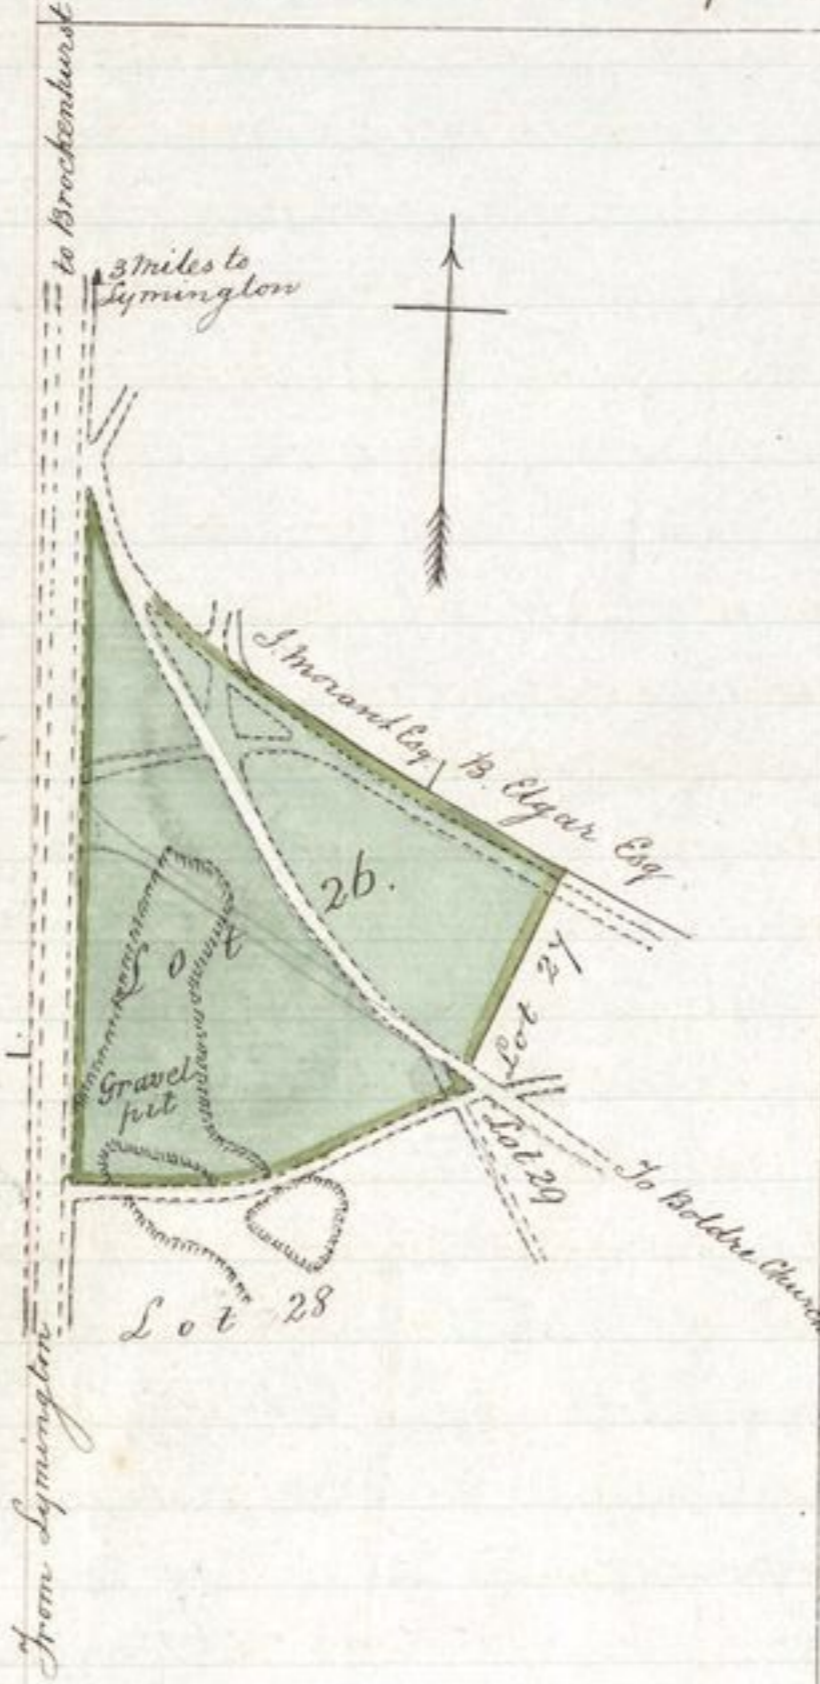 to Brockenhurst
3 Miles to
Lymington
J. Morant Esq.
B. Elgar Esq.
26.
Lot
Lot 27
Gravel
pit
Lot 29
To Boldre Church
Lot 28
From Lymington